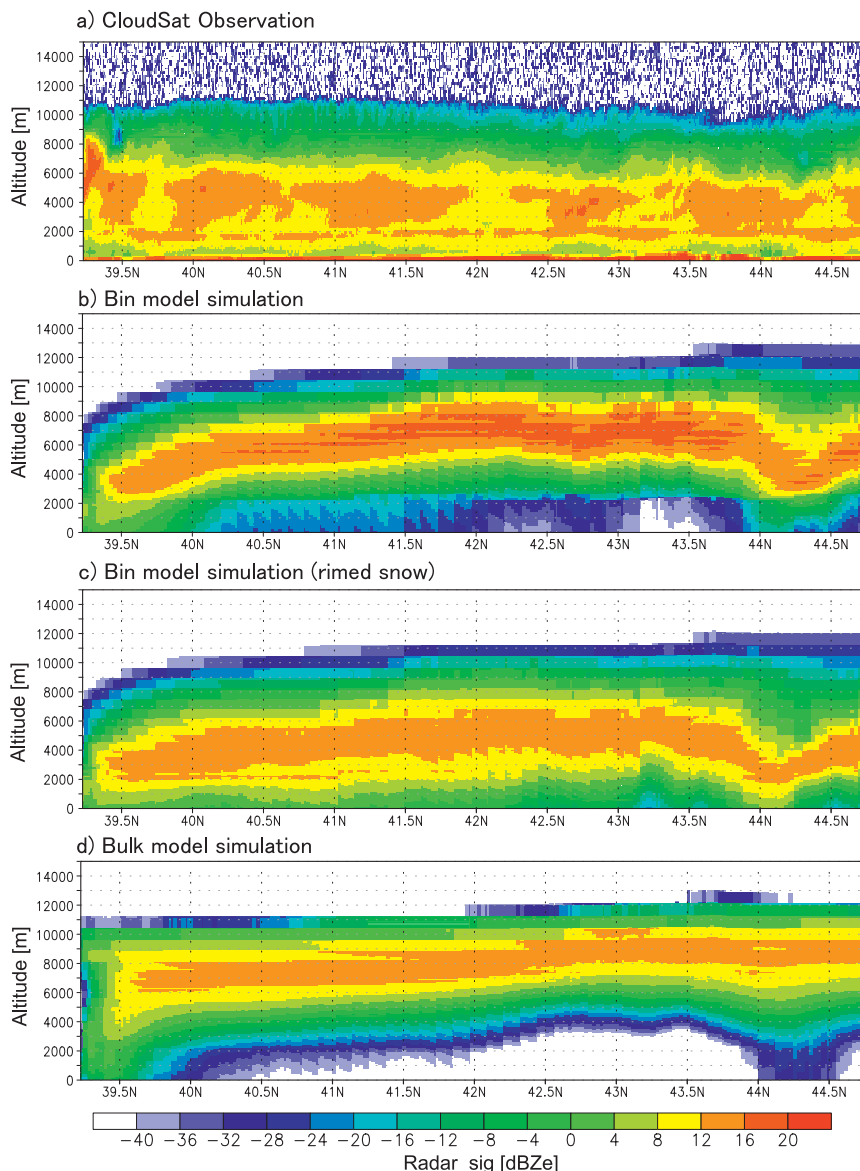 a) CloudSat Observation
Altitude [m]
14000
12000
10000
8000
6000
4000
2000
0
39.5N 40N 40.5N 41N 41.5N 42N 42.5N 43N 43.5N 44N 44.5N
b) Bin model simulation
Altitude [m]
14000
12000
10000
8000
6000
4000
2000
0
39.5N 40N 40.5N 41N 41.5N 42N 42.5N 43N 43.5N 44N 44.5N
c) Bin model simulation (rimed snow)
Altitude [m]
14000
12000
10000
8000
6000
4000
2000
0
39.5N 40N 40.5N 41N 41.5N 42N 42.5N 43N 43.5N 44N 44.5N
d) Bulk model simulation
Altitude [m]
14000
12000
10000
8000
6000
4000
2000
0
39.5N 40N 40.5N 41N 41.5N 42N 42.5N 43N 43.5N 44N 44.5N
−40 −36 −32 −28 −24 −20 −16 −12 −8 −4 0 4 8 12 16 20
Radar_sig [dBZe]